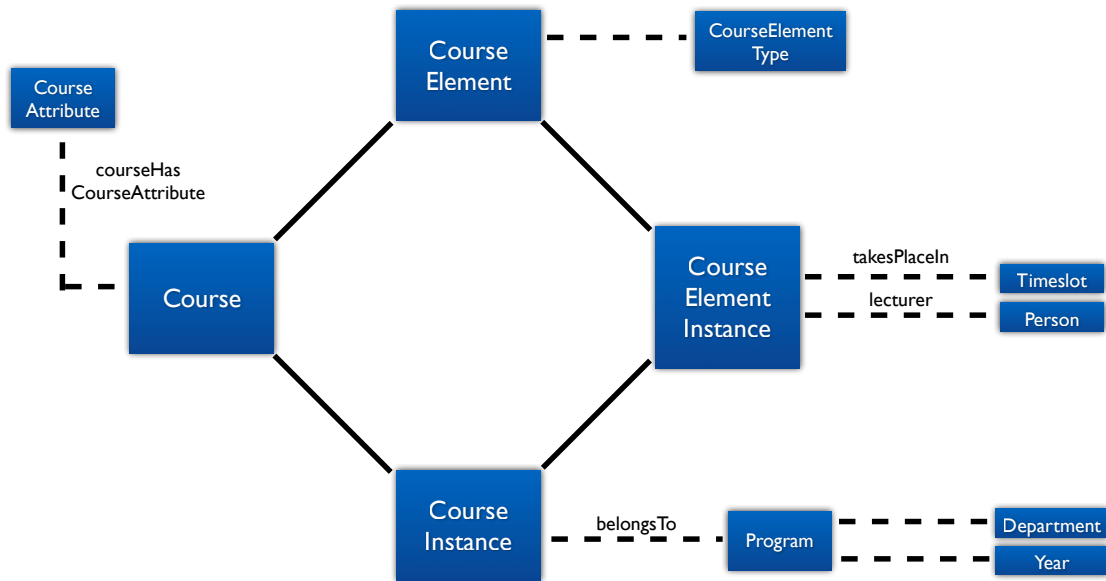 Course
Element
CourseElement
Type
Course
Attribute
courseHas
CourseAttribute
Course
Course
Element
Instance
takesPlaceIn
Timeslot
lecturer
Person
Course
Instance
belongsTo
Program
Department
Year